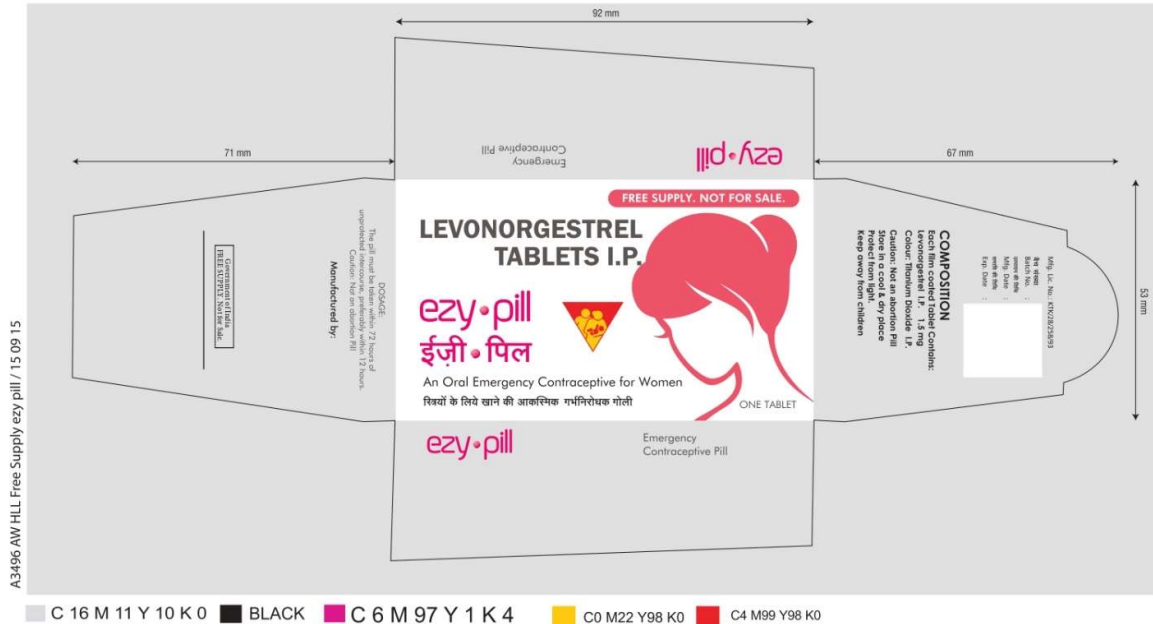 92 mm
Emergency
Contraceptive Pill
ezy•pill
71 mm
67 mm
53 mm
FREE SUPPLY. NOT FOR SALE.
LEVONORGESTREL
TABLETS I.P.
ezy•pill
ईज़ी•पिल
An Oral Emergency Contraceptive for Women
स्त्रियों के लिये खाने की आकस्मिक गर्भनिरोधक गोली
ONE TABLET
ezy•pill
Emergency
Contraceptive Pill
DOSAGE:
The pill must be taken within 72 hours of
unprotected intercourse, preferably within 12 hours.
Caution: Not an abortion Pill
Manufactured by:
Government of India
FREE SUPPLY. Not for Sale.
Mfg. Lic. No.: KTK/28/258/93
बैच संख्या
Batch No. :
उत्पादन की तिथि
Mfg. Date :
समाप्ति की तिथि
Exp. Date :
COMPOSITION
Each film coated Tablet Contains:
Levonorgestrel I.P. 1.5 mg
Colour: Titanium Dioxide I.P.
Caution: Not an abortion Pill
Store in a cool & dry place
Protect from light.
Keep away from children
A3496 AW HLL Free Supply ezy pill / 15 09 15
C 16 M 11 Y 10 K 0
BLACK
C 6 M 97 Y 1 K 4
C0 M22 Y98 K0
C4 M99 Y98 K0